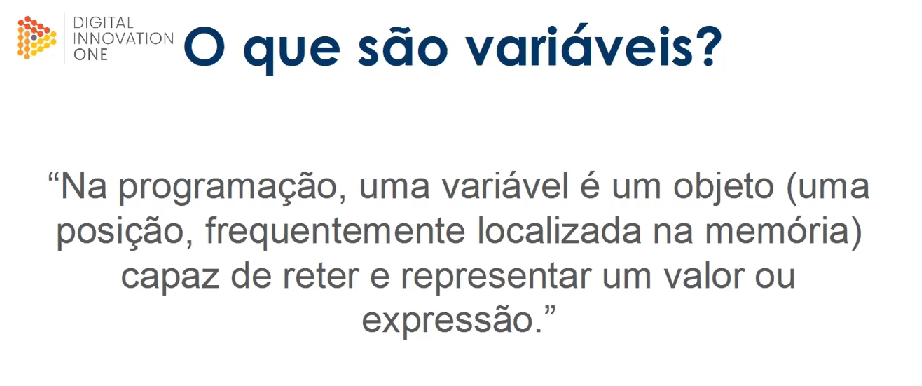 DIGITAL
INNOVATION
ONE
O que são variáveis?
“Na programação, uma variável é um objeto (uma
posição, frequentemente localizada na memória)
capaz de reter e representar um valor ou
expressão.”